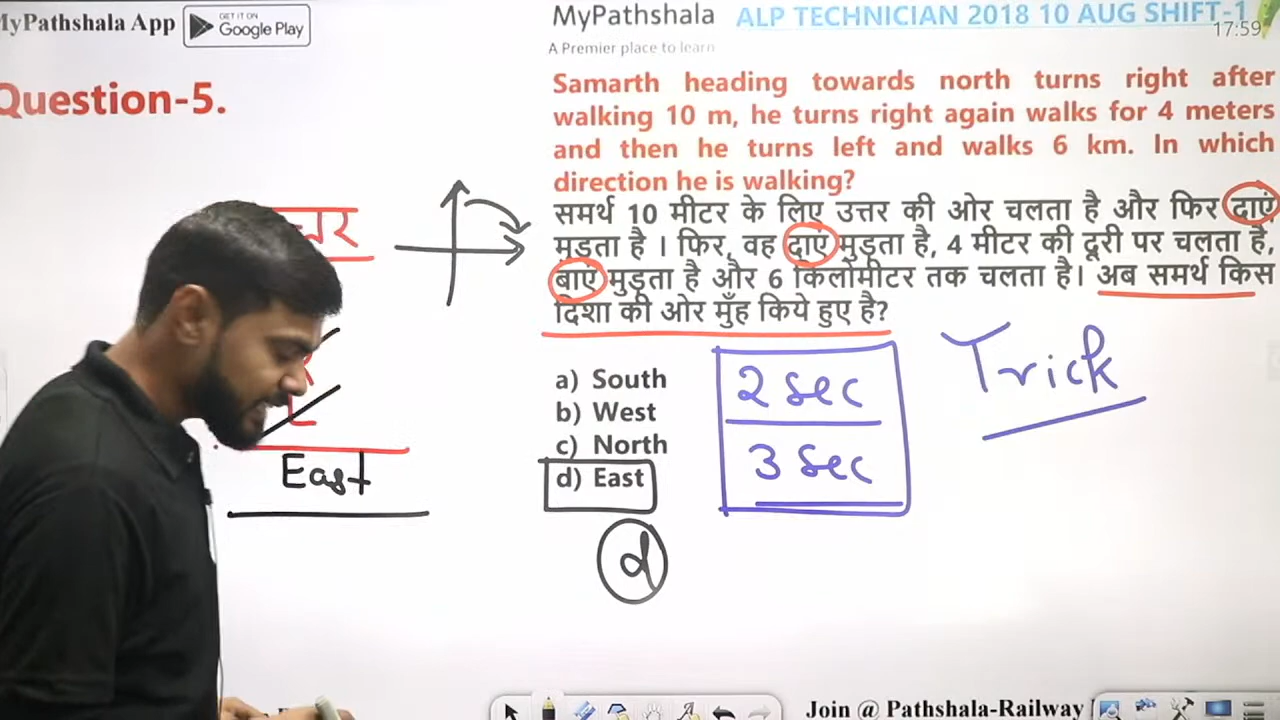 MyPathshala App
GET IT ON
Google Play
MyPathshala
A Premier place to learn
ALP TECHNICIAN 2018 10 AUG SHIFT-1
17:59
Question-5.
Samarth heading towards north turns right after
walking 10 m, he turns right again walks for 4 meters
and then he turns left and walks 6 km. In which
direction he is walking?
समर्थ 10 मीटर के लिए उत्तर की ओर चलता है और फिर दाएं
मुड़ता है । फिर, वह दाएं मुड़ता है, 4 मीटर की दूरी पर चलता है,
बाएं मुड़ता है और 6 किलोमीटर तक चलता है। अब समर्थ किस
दिशा की ओर मुँह किये हुए है?
a) South
b) West
c) North
d) East
d
2 sec
3 sec
Trick
L
East
Join @ Pathshala-Railway